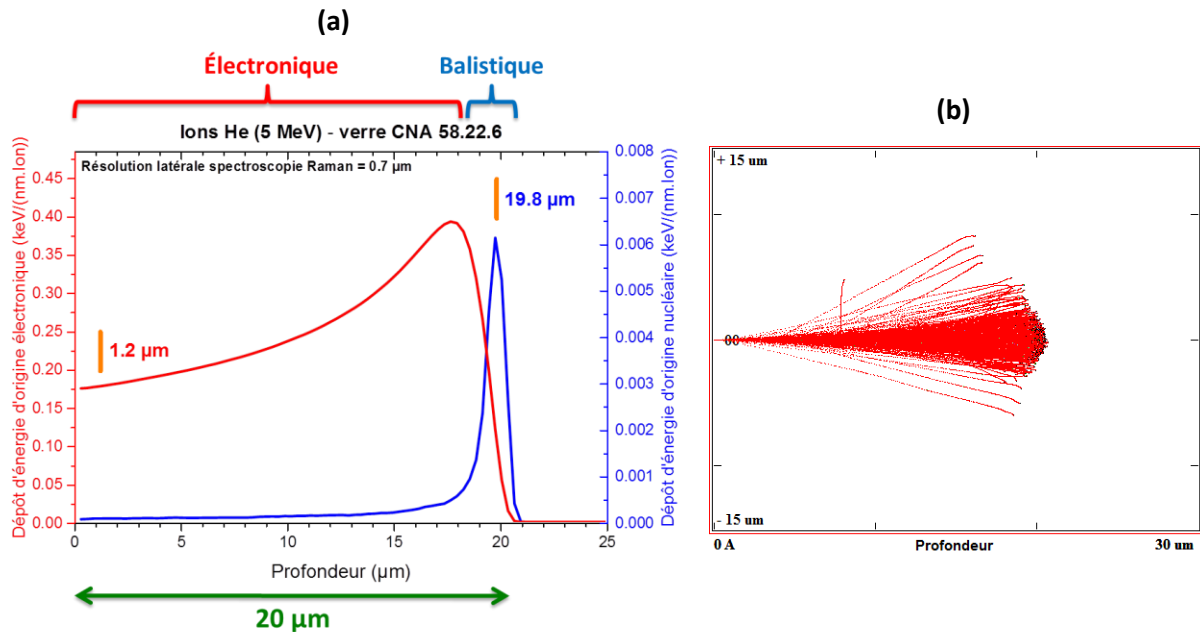 (a)
Électronique
Balistique
Ions He (5 MeV) - verre CNA 58.22.6
Résolution latérale spectroscopie Raman = 0.7 µm
Dépôt d'énergie d'origine électronique (keV/(nm.Ion))
0.45
0.40
0.35
0.30
0.25
0.20
0.15
0.10
0.05
0.00
1.2 µm
19.8 µm
0.008
0.007
0.006
0.005
0.004
0.003
0.002
0.001
0.000
Dépôt d'énergie d'origine nucléaire (keV/(nm.Ion))
0
5
10
15
20
25
Profondeur (µm)
20 µm
(b)
+ 15 um
00
- 15 um
0 A
Profondeur
30 um